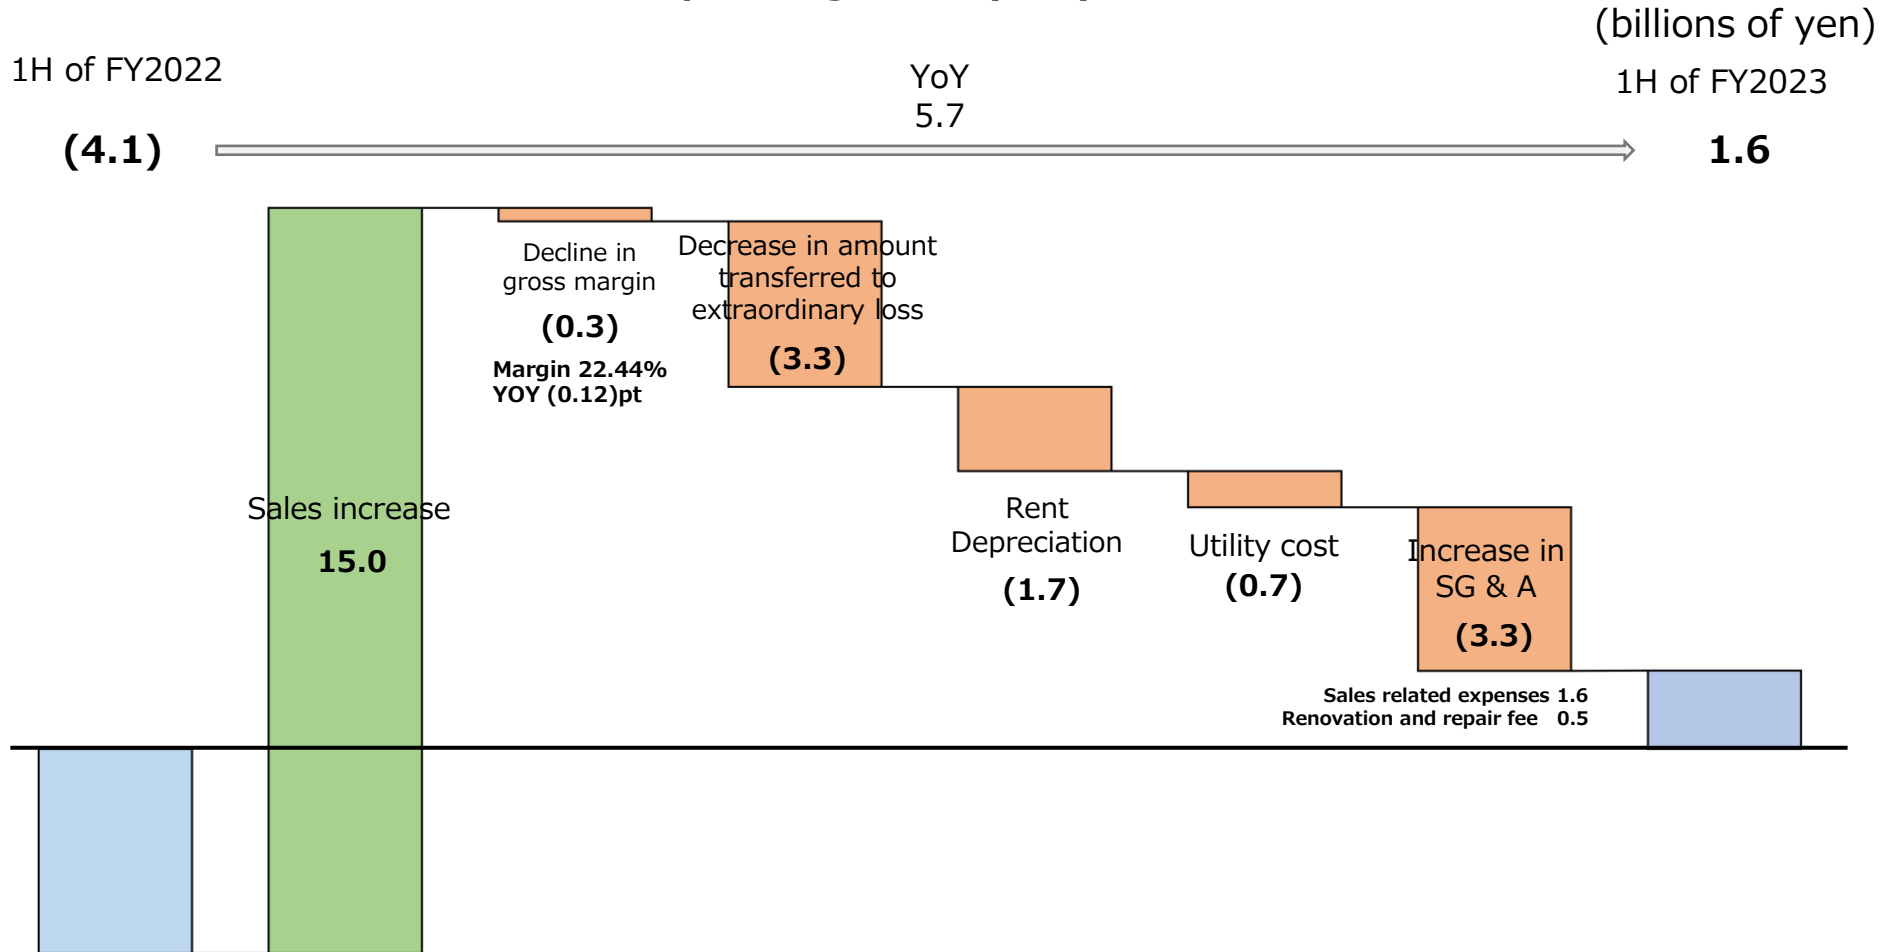 (billions of yen)
1H of FY2022
YoY
5.7
1H of FY2023
(4.1)
1.6
Decline in
gross margin
(0.3)
Margin 22.44%
YOY (0.12)pt
Decrease in amount
transferred to
extraordinary loss
(3.3)
Sales increase
15.0
Rent
Depreciation
(1.7)
Utility cost
(0.7)
Increase in
SG & A
(3.3)
Sales related expenses 1.6
Renovation and repair fee 0.5